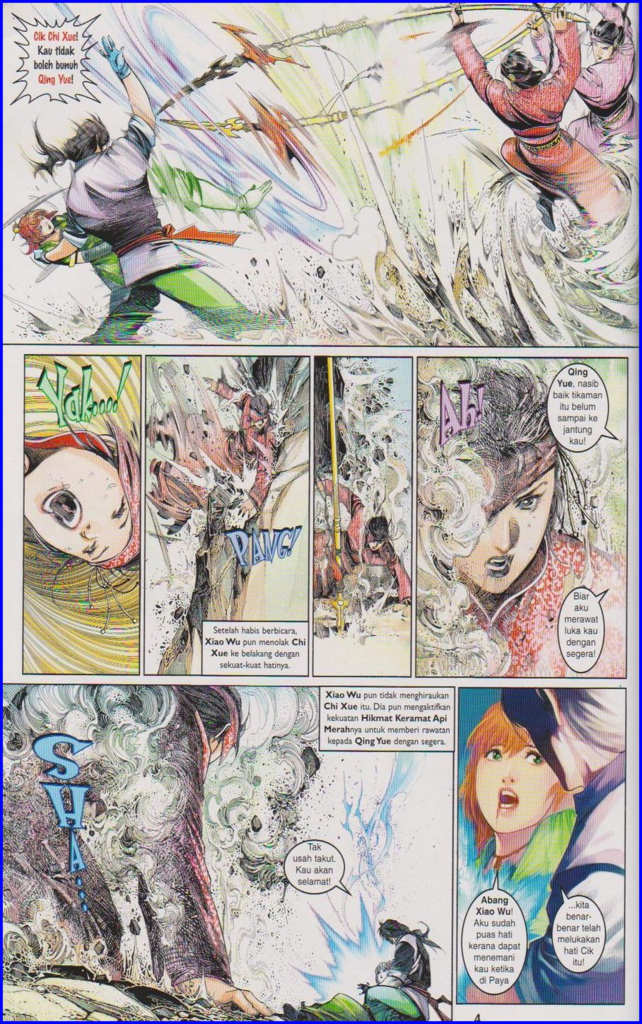 Cik Chi Xue!
Kau tidak
boleh bunuh
Qing Yue!
Yak....!
PANG!
Setelah habis berbicara,
Xiao Wu pun menolak Chi
Xue ke belakang dengan
sekuat-kuat hatinya.
Ah!
Qing
Yue, nasib
baik tikaman
itu belum
sampai ke
jantung
kau!
Biar
aku
merawat
luka kau
dengan
segera!
SHA...
Xiao Wu pun tidak menghiraukan
Chi Xue itu. Dia pun mengaktifkan
kekuatan Hikmat Keramat Api
Merahnya untuk memberi rawatan
kepada Qing Yue dengan segera.
Tak
usah takut.
Kau akan
selamat!
Abang
Xiao Wu!
Aku sudah
puas hati
kerana dapat
menemani
kau ketika
di Paya
...kita
benar-
benar telah
melukakan
hati Cik
itu!
4